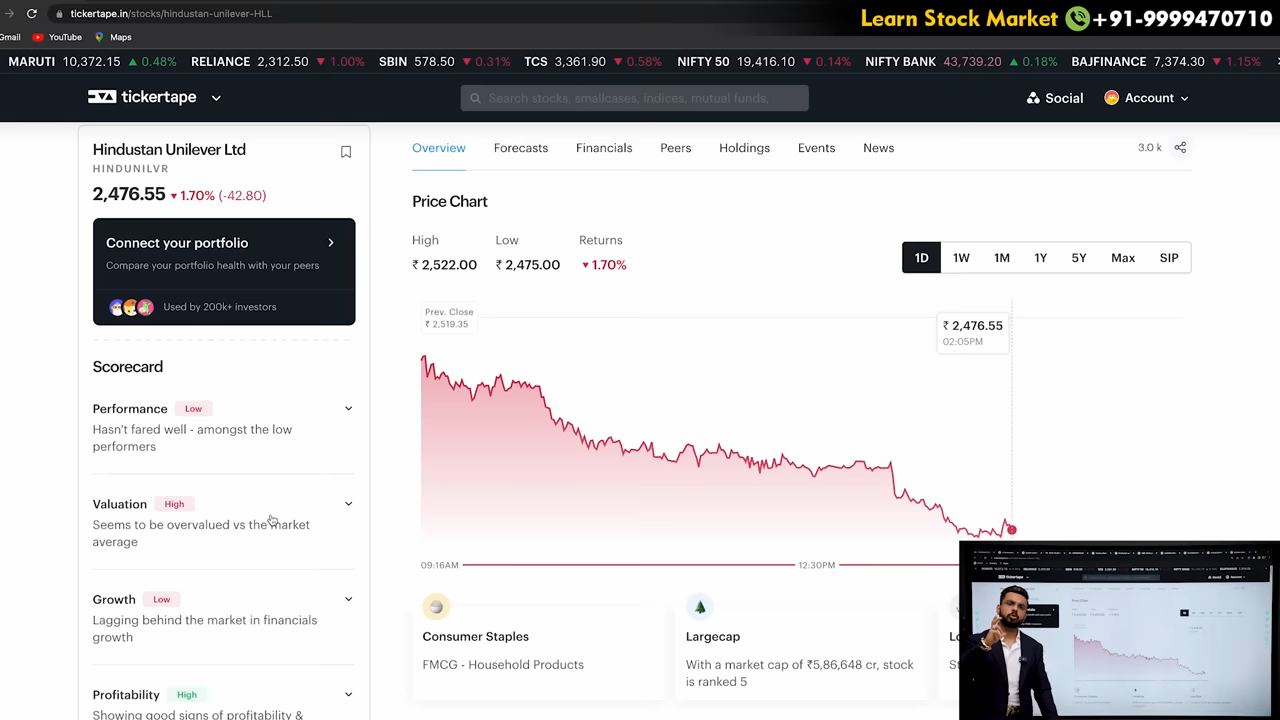 tickertape.in/stocks/hindustan-unilever-HLL
Learn Stock Market +91-9999470710
Gmail YouTube Maps
MARUTI 10,372.15 ▲ 0.48% RELIANCE 2,312.50 ▼ 1.00% SBIN 578.50 ▼ 0.31% TCS 3,361.90 ▼ 0.58% NIFTY 50 19,416.10 ▼ 0.14% NIFTY BANK 43,739.20 ▲ 0.18% BAJFINANCE 7,374.30 ▼ 1.15%
tickertape
Search stocks, smallcases, indices, mutual funds,
Social
Account
Hindustan Unilever Ltd
HINDUNILVR
2,476.55 ▼ 1.70% (-42.80)
Connect your portfolio
Compare your portfolio health with your peers
Used by 200k+ investors
Scorecard
Performance Low
Hasn't fared well - amongst the low
performers
Valuation High
Seems to be overvalued vs the market
average
Growth Low
Lagging behind the market in financials
growth
Profitability High
Showing good signs of profitability &
Overview Forecasts Financials Peers Holdings Events News
3.0 k
Price Chart
High Low Returns
₹ 2,522.00 ₹ 2,475.00 ▼ 1.70%
1D 1W 1M 1Y 5Y Max SIP
Prev. Close
₹ 2,519.35
₹ 2,476.55
02:05PM
09:16AM 12:30PM
Consumer Staples
FMCG - Household Products
Largecap
With a market cap of ₹5,86,648 cr, stock
is ranked 5